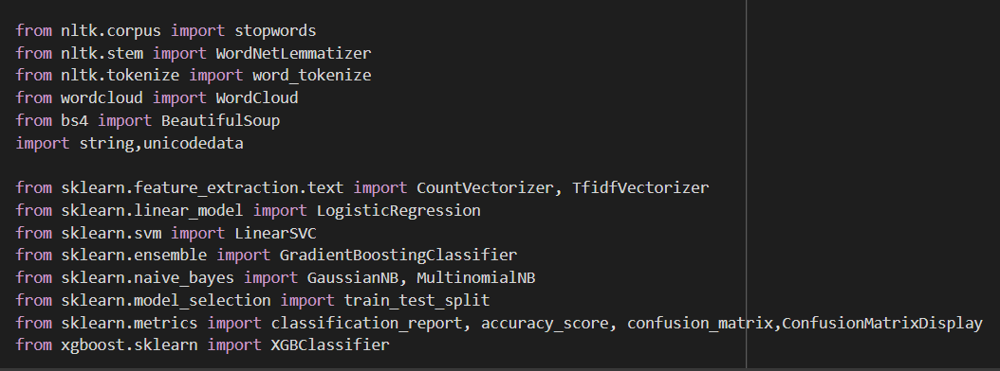 from nltk.corpus import stopwords
from nltk.stem import WordNetLemmatizer
from nltk.tokenize import word_tokenize
from wordcloud import WordCloud
from bs4 import BeautifulSoup
import string,unicodedata
from sklearn.feature_extraction.text import CountVectorizer, TfidfVectorizer
from sklearn.linear_model import LogisticRegression
from sklearn.svm import LinearSVC
from sklearn.ensemble import GradientBoostingClassifier
from sklearn.naive_bayes import GaussianNB, MultinomialNB
from sklearn.model_selection import train_test_split
from sklearn.metrics import classification_report, accuracy_score, confusion_matrix,ConfusionMatrixDisplay
from xgboost.sklearn import XGBClassifier